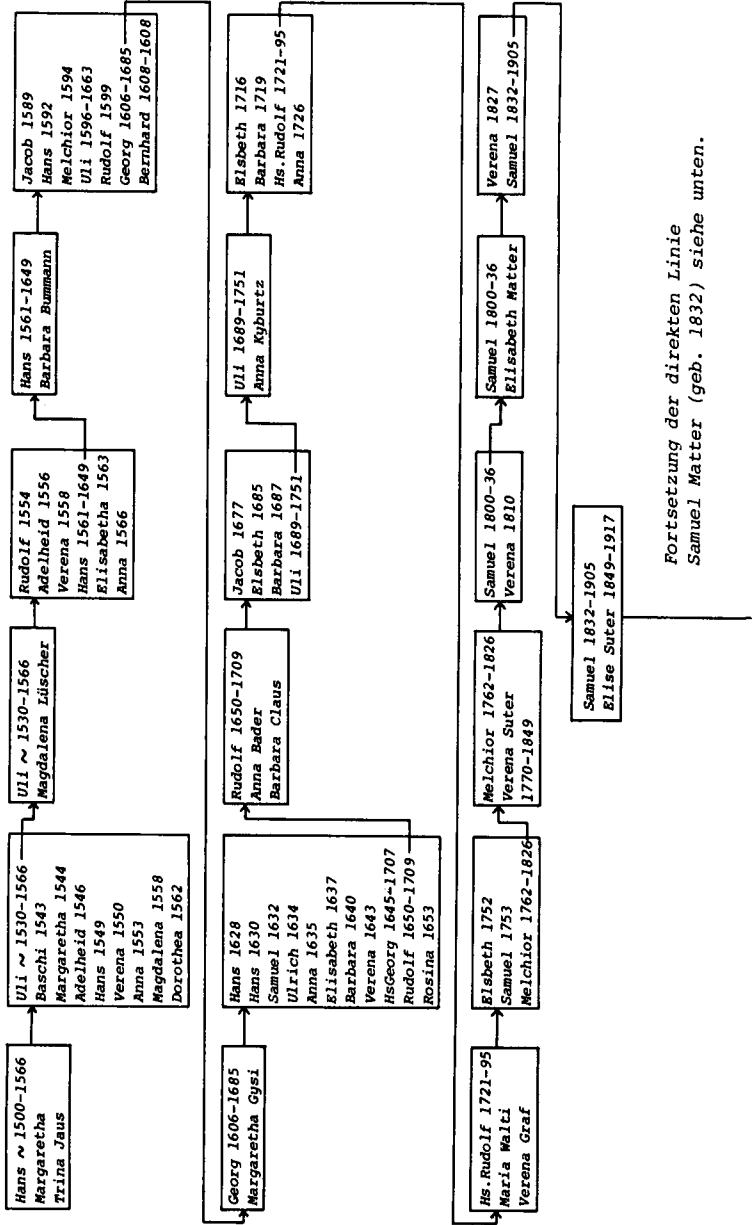 Hans ~ 1500-1566
Margaretha
Trina Jaus
Uli ~ 1530-1566
Baschi 1543
Margaretha 1544
Adelheid 1546
Hans 1549
Verena 1550
Anna 1553
Magdalena 1558
Dorothea 1562
Uli ~ 1530-1566
Magdalena Lüscher
Rudolf 1554
Adelheid 1556
Verena 1558
Hans 1561-1649
Elisabetha 1563
Anna 1566
Hans 1561-1649
Barbara Bummann
Jacob 1589
Hans 1592
Melchior 1594
Uli 1596-1663
Rudolf 1599
Georg 1606-1685
Bernhard 1608-1608
Georg 1606-1685
Margaretha Gysi
Hans 1628
Hans 1630
Samuel 1632
Ulrich 1634
Anna 1635
Elisabeth 1637
Barbara 1640
Verena 1643
HsGeorg 1645-1707
Rudolf 1650-1709
Rosina 1653
Rudolf 1650-1709
Anna Bader
Barbara Claus
Jacob 1677
Elsbeth 1685
Barbara 1687
Uli 1689-1751
Uli 1689-1751
Anna Kyburtz
Elsbeth 1716
Barbara 1719
Hs.Rudolf 1721-95
Anna 1726
Hs.Rudolf 1721-95
Maria Walti
Verena Graf
Elsbeth 1752
Samuel 1753
Melchior 1762-1826
Melchior 1762-1826
Verena Suter
1770-1849
Samuel 1800-36
Verena 1810
Samuel 1800-36
Elisabeth Matter
Verena 1827
Samuel 1832-1905
Samuel 1832-1905
Elise Suter 1849-1917
Fortsetzung der direkten Linie
Samuel Matter (geb. 1832) siehe unten.